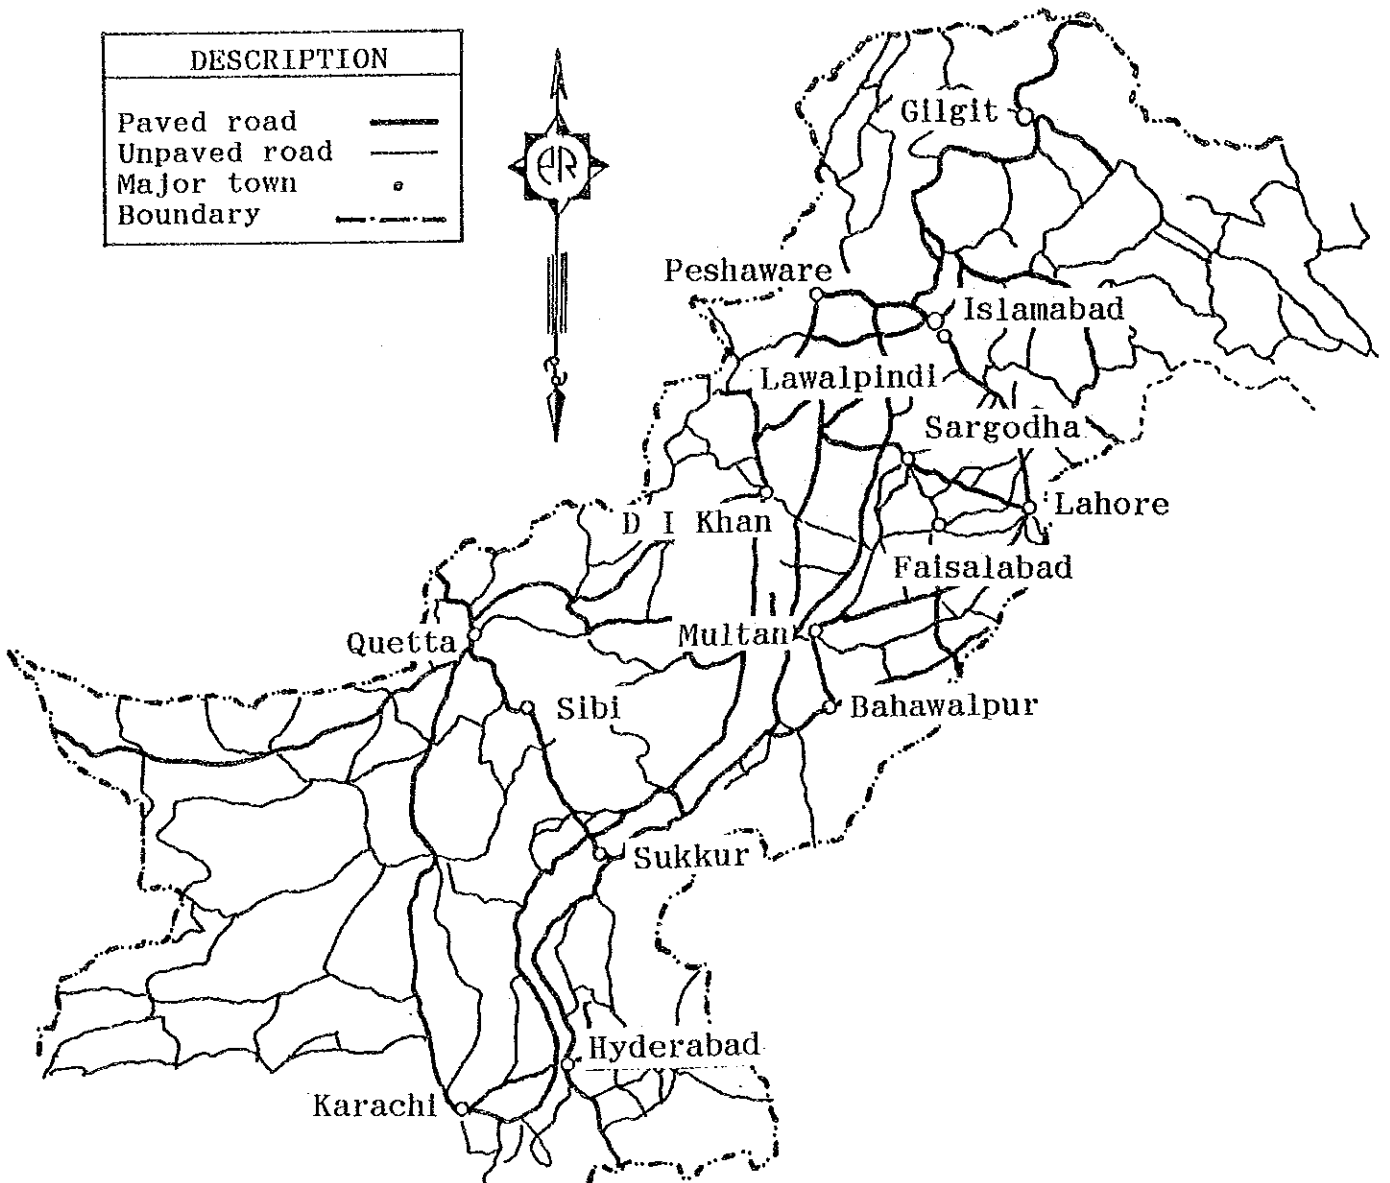 DESCRIPTION
Paved road
Unpaved road
Major town
Boundary
Gilgit
Peshaware
Islamabad
Lawalpindi
Sargodha
Lahore
D I Khan
Faisalabad
Quetta
Multan
Sibi
Bahawalpur
Sukkur
Hyderabad
Karachi